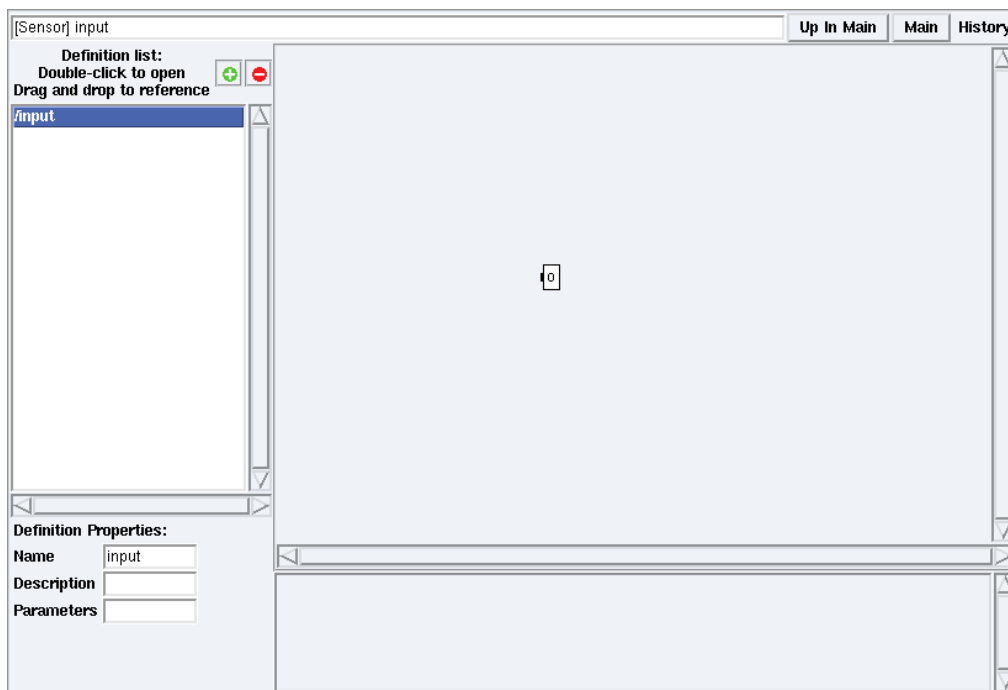 [Sensor] input
Up In Main
Main
History
Definition list:
Double-click to open
Drag and drop to reference
/input
o
Definition Properties:
Name
input
Description
Parameters